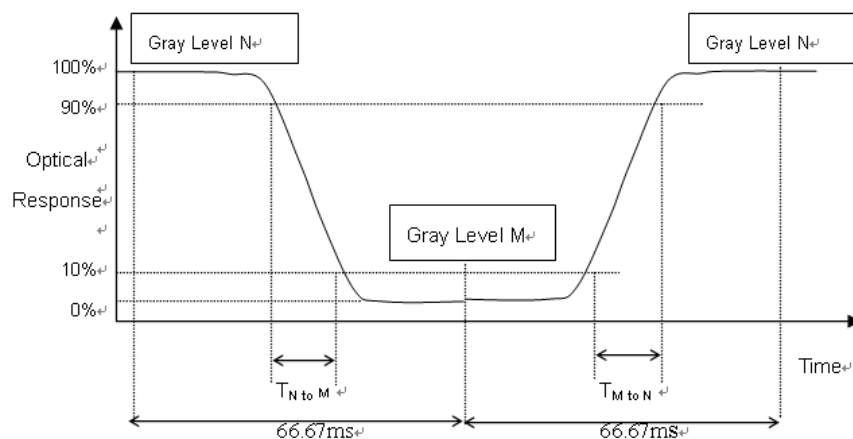 Gray Level N↵
Gray Level N↵
100%↵
90%↵
Optical↵
↵
↵
Response↵
↵
Gray Level M↵
10%↵
0%↵
Time↵
T N to M ↵
T M to N ↵
66.67ms↵
66.67ms↵